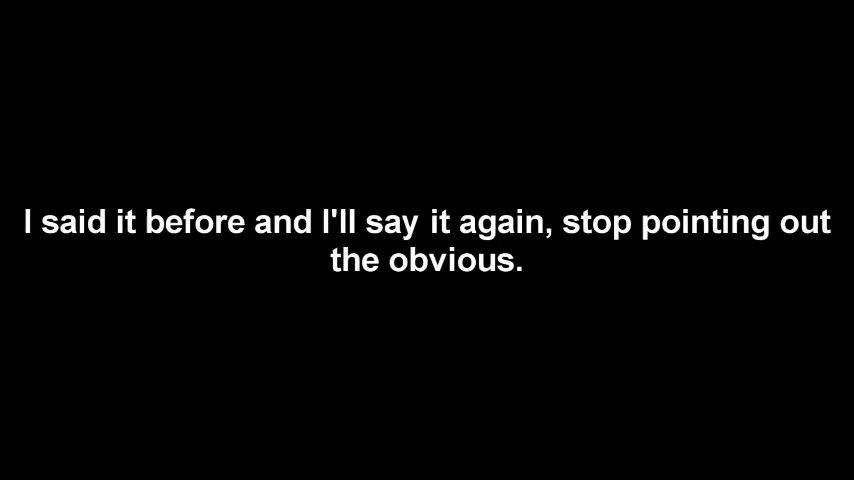 I said it before and I'll say it again, stop pointing out
the obvious.